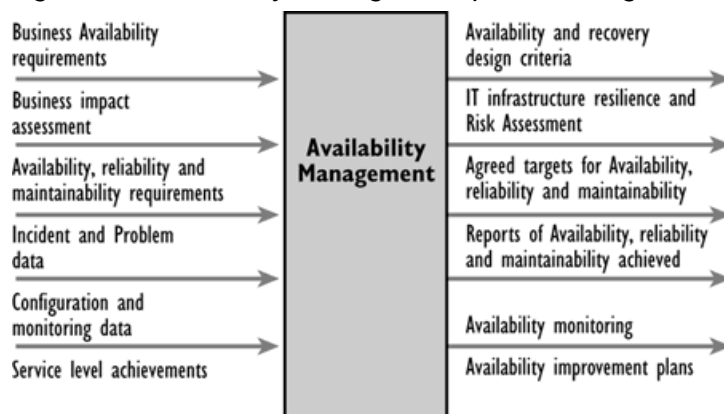 Business Availability
requirements
Business impact
assessment
Availability, reliability and
maintainability requirements
Incident and Problem
data
Configuration and
monitoring data
Service level achievements
Availability
Management
Availability and recovery
design criteria
IT infrastructure resilience and
Risk Assessment
Agreed targets for Availability,
reliability and maintainability
Reports of Availability, reliability
and maintainability achieved
Availability monitoring
Availability improvement plans